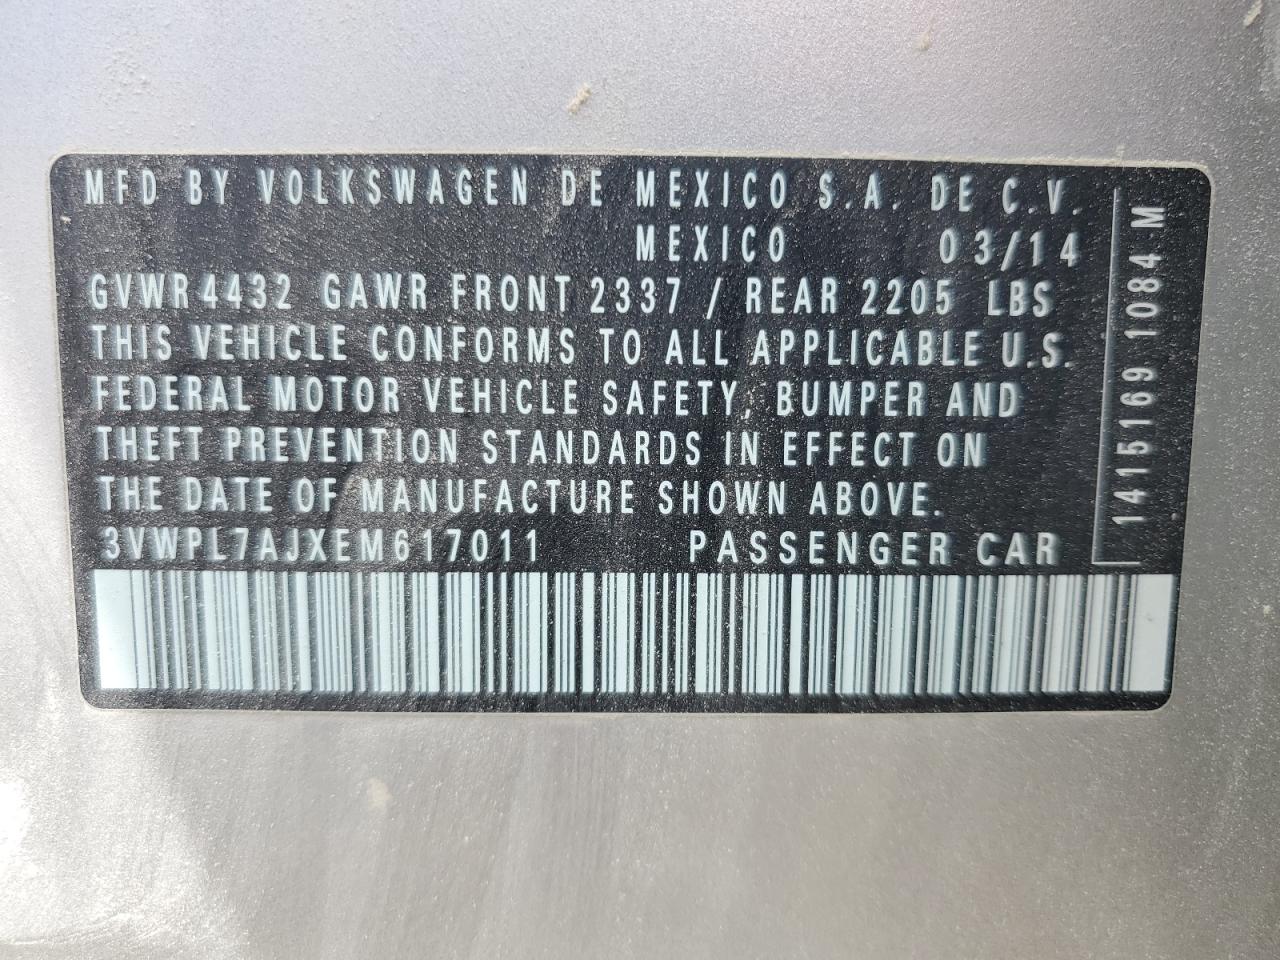 MFD BY VOLKSWAGEN DE MEXICO S.A. DE C.V.
MEXICO 03/14
GVWR4432 GAWR FRONT 2337 / REAR 2205 LBS
THIS VEHICLE CONFORMS TO ALL APPLICABLE U.S.
FEDERAL MOTOR VEHICLE SAFETY, BUMPER AND
THEFT PREVENTION STANDARDS IN EFFECT ON
THE DATE OF MANUFACTURE SHOWN ABOVE.
3VWPL7AJXEM617011 PASSENGER CAR
1415169 1084 M